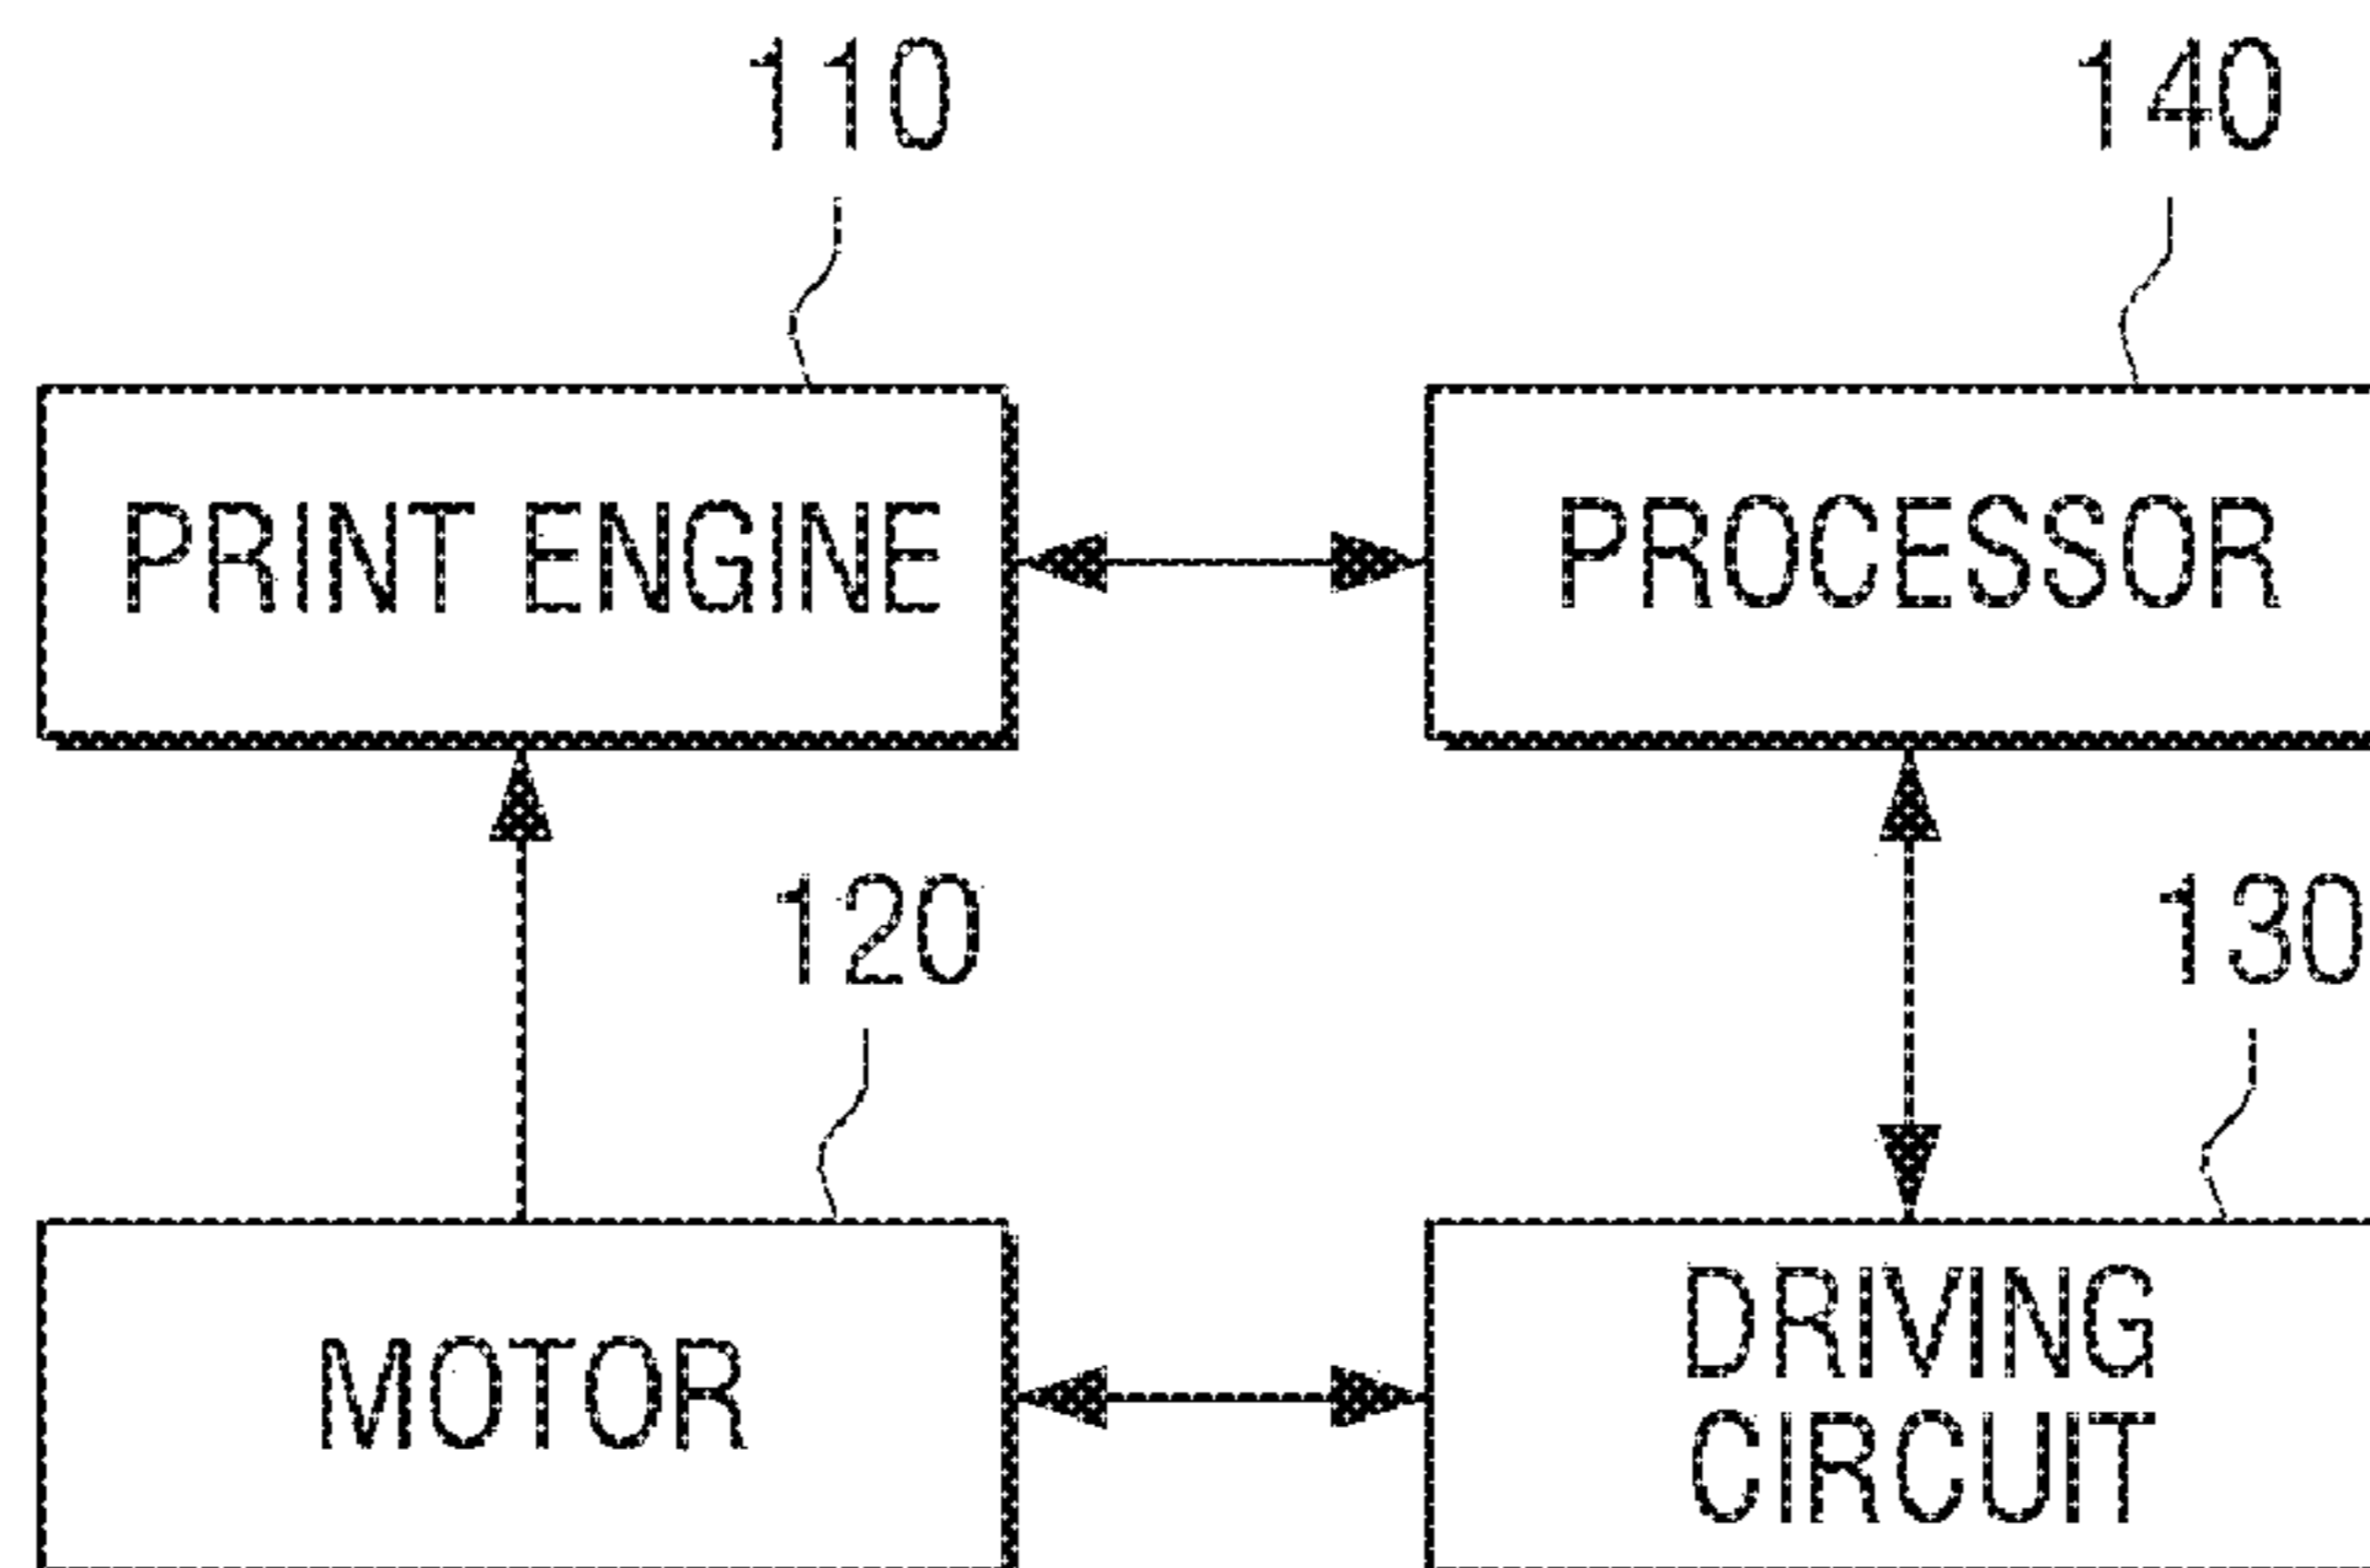 110
140
PRINT ENGINE
PROCESSOR
120
130
MOTOR
DRIVING
CIRCUIT